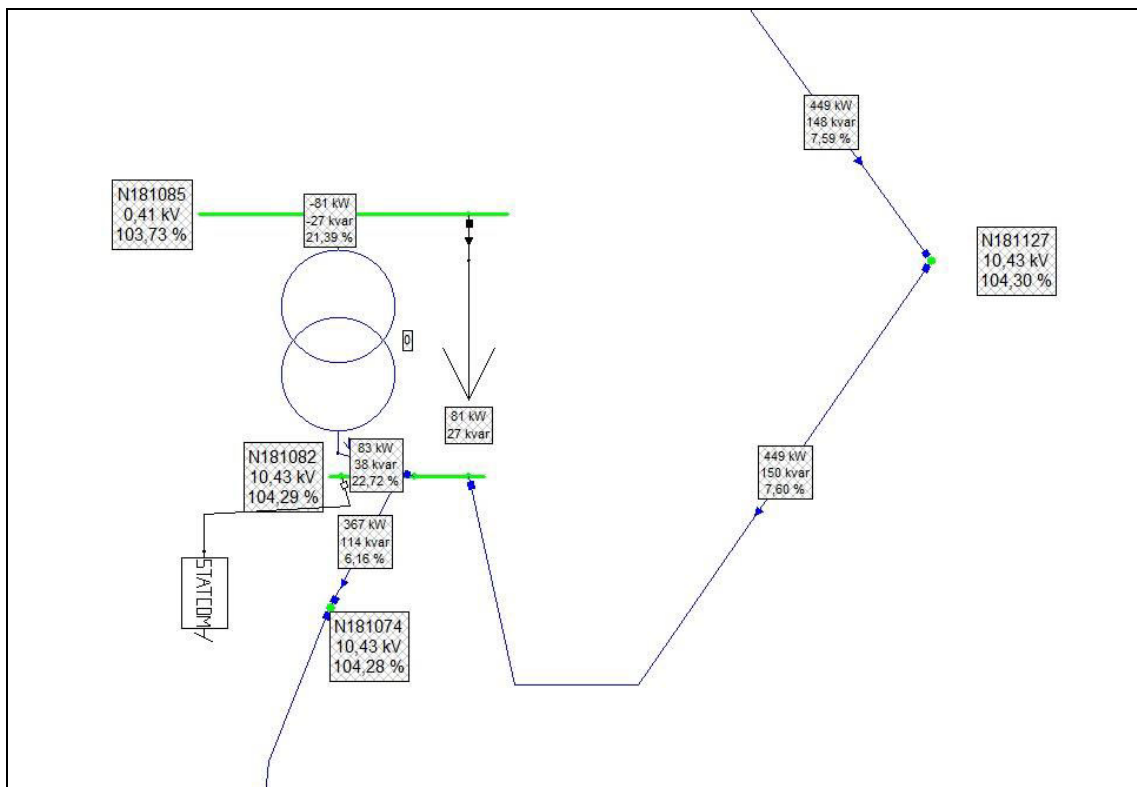 449 kW
148 kvar
7,59 %
N181085
0,41 kV
103,73 %
-81 kW
-27 kvar
21,39 %
N181127
10,43 kV
104,30 %
0
81 kW
27 kvar
N181082
10,43 kV
104,29 %
83 kW
38 kvar
22,72 %
449 kW
150 kvar
7,60 %
367 kW
114 kvar
6,16 %
STATCOM
N181074
10,43 kV
104,28 %